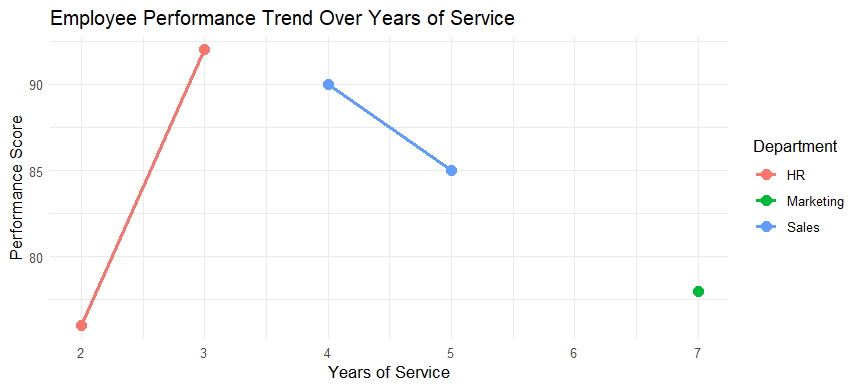 Employee Performance Trend Over Years of Service
Performance Score
90
85
80
2 3 4 5 6 7
Years of Service
Department
HR
Marketing
Sales